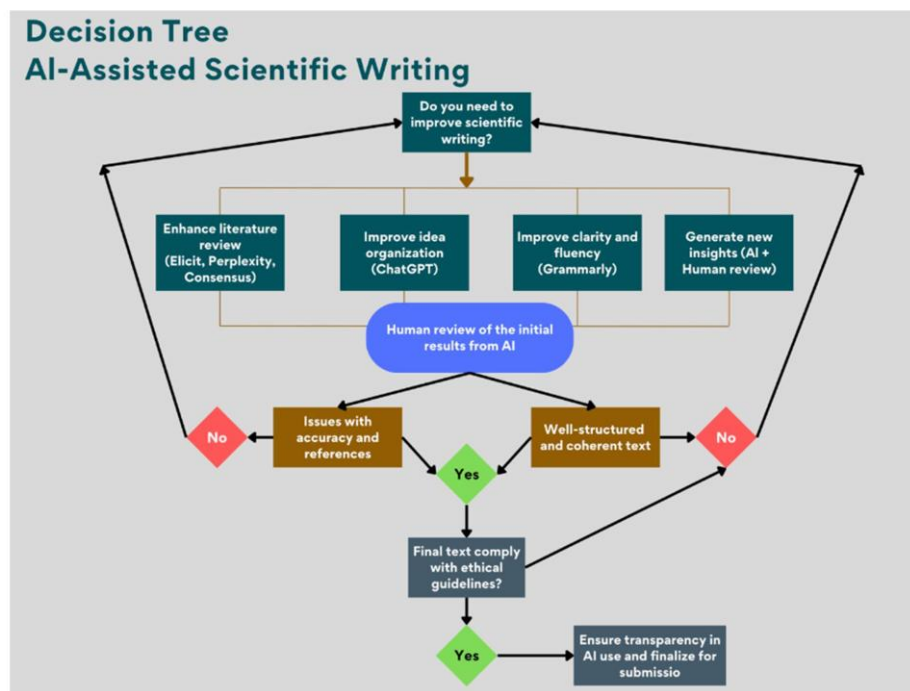 Decision Tree
AI-Assisted Scientific Writing
Do you need to
improve scientific
writing?
Enhance literature
review
(Elicit, Perplexity,
Consensus)
Improve idea
organization
(ChatGPT)
Improve clarity and
fluency
(Grammarly)
Generate new
insights (AI +
Human review)
Human review of the initial
results from AI
No
Issues with
accuracy and
references
Well-structured
and coherent text
No
Yes
Final text comply
with ethical
guidelines?
Yes
Ensure transparency in
AI use and finalize for
submissio